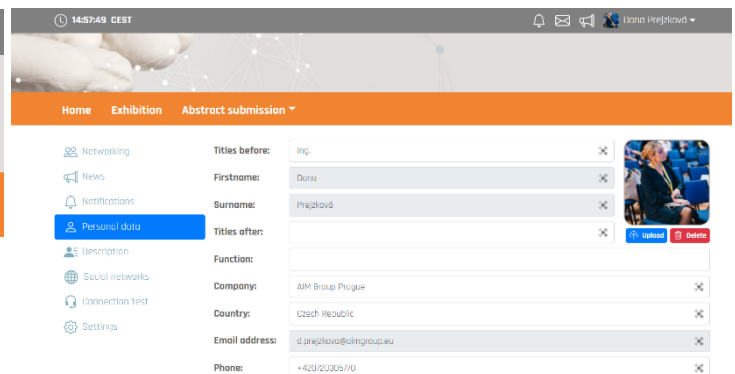 14:57:49 CEST
Dana Prejzková
Home Exhibition Abstract submission
Networking
News
Notifications
Personal data
Description
Social networks
Connection test
Settings
Titles before: Ing.
Firstname: Dana
Surname: Prejzková
Titles after:
Function:
Company: AIM Group Prague
Country: Czech Republic
Email address: d.prejzkova@aimgroup.eu
Phone: +420720305770
Upload Delete